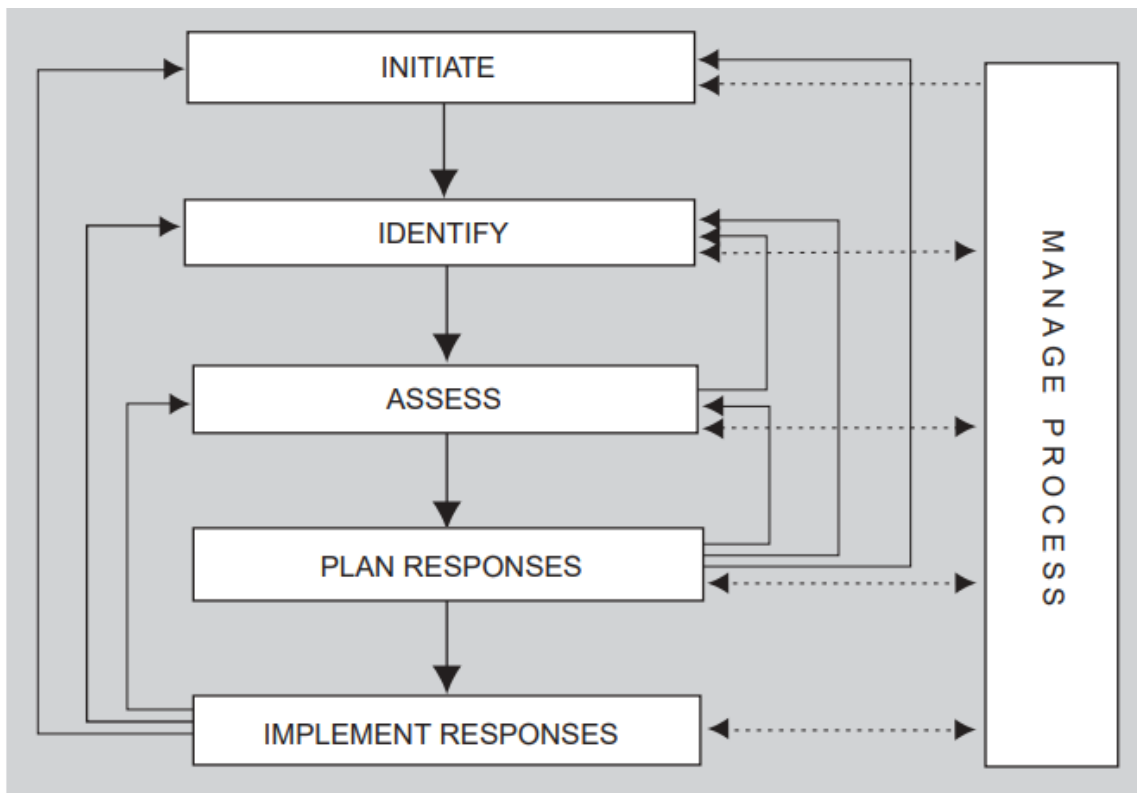 INITIATE
IDENTIFY
ASSESS
PLAN RESPONSES
IMPLEMENT RESPONSES
MANAGE PROCESS